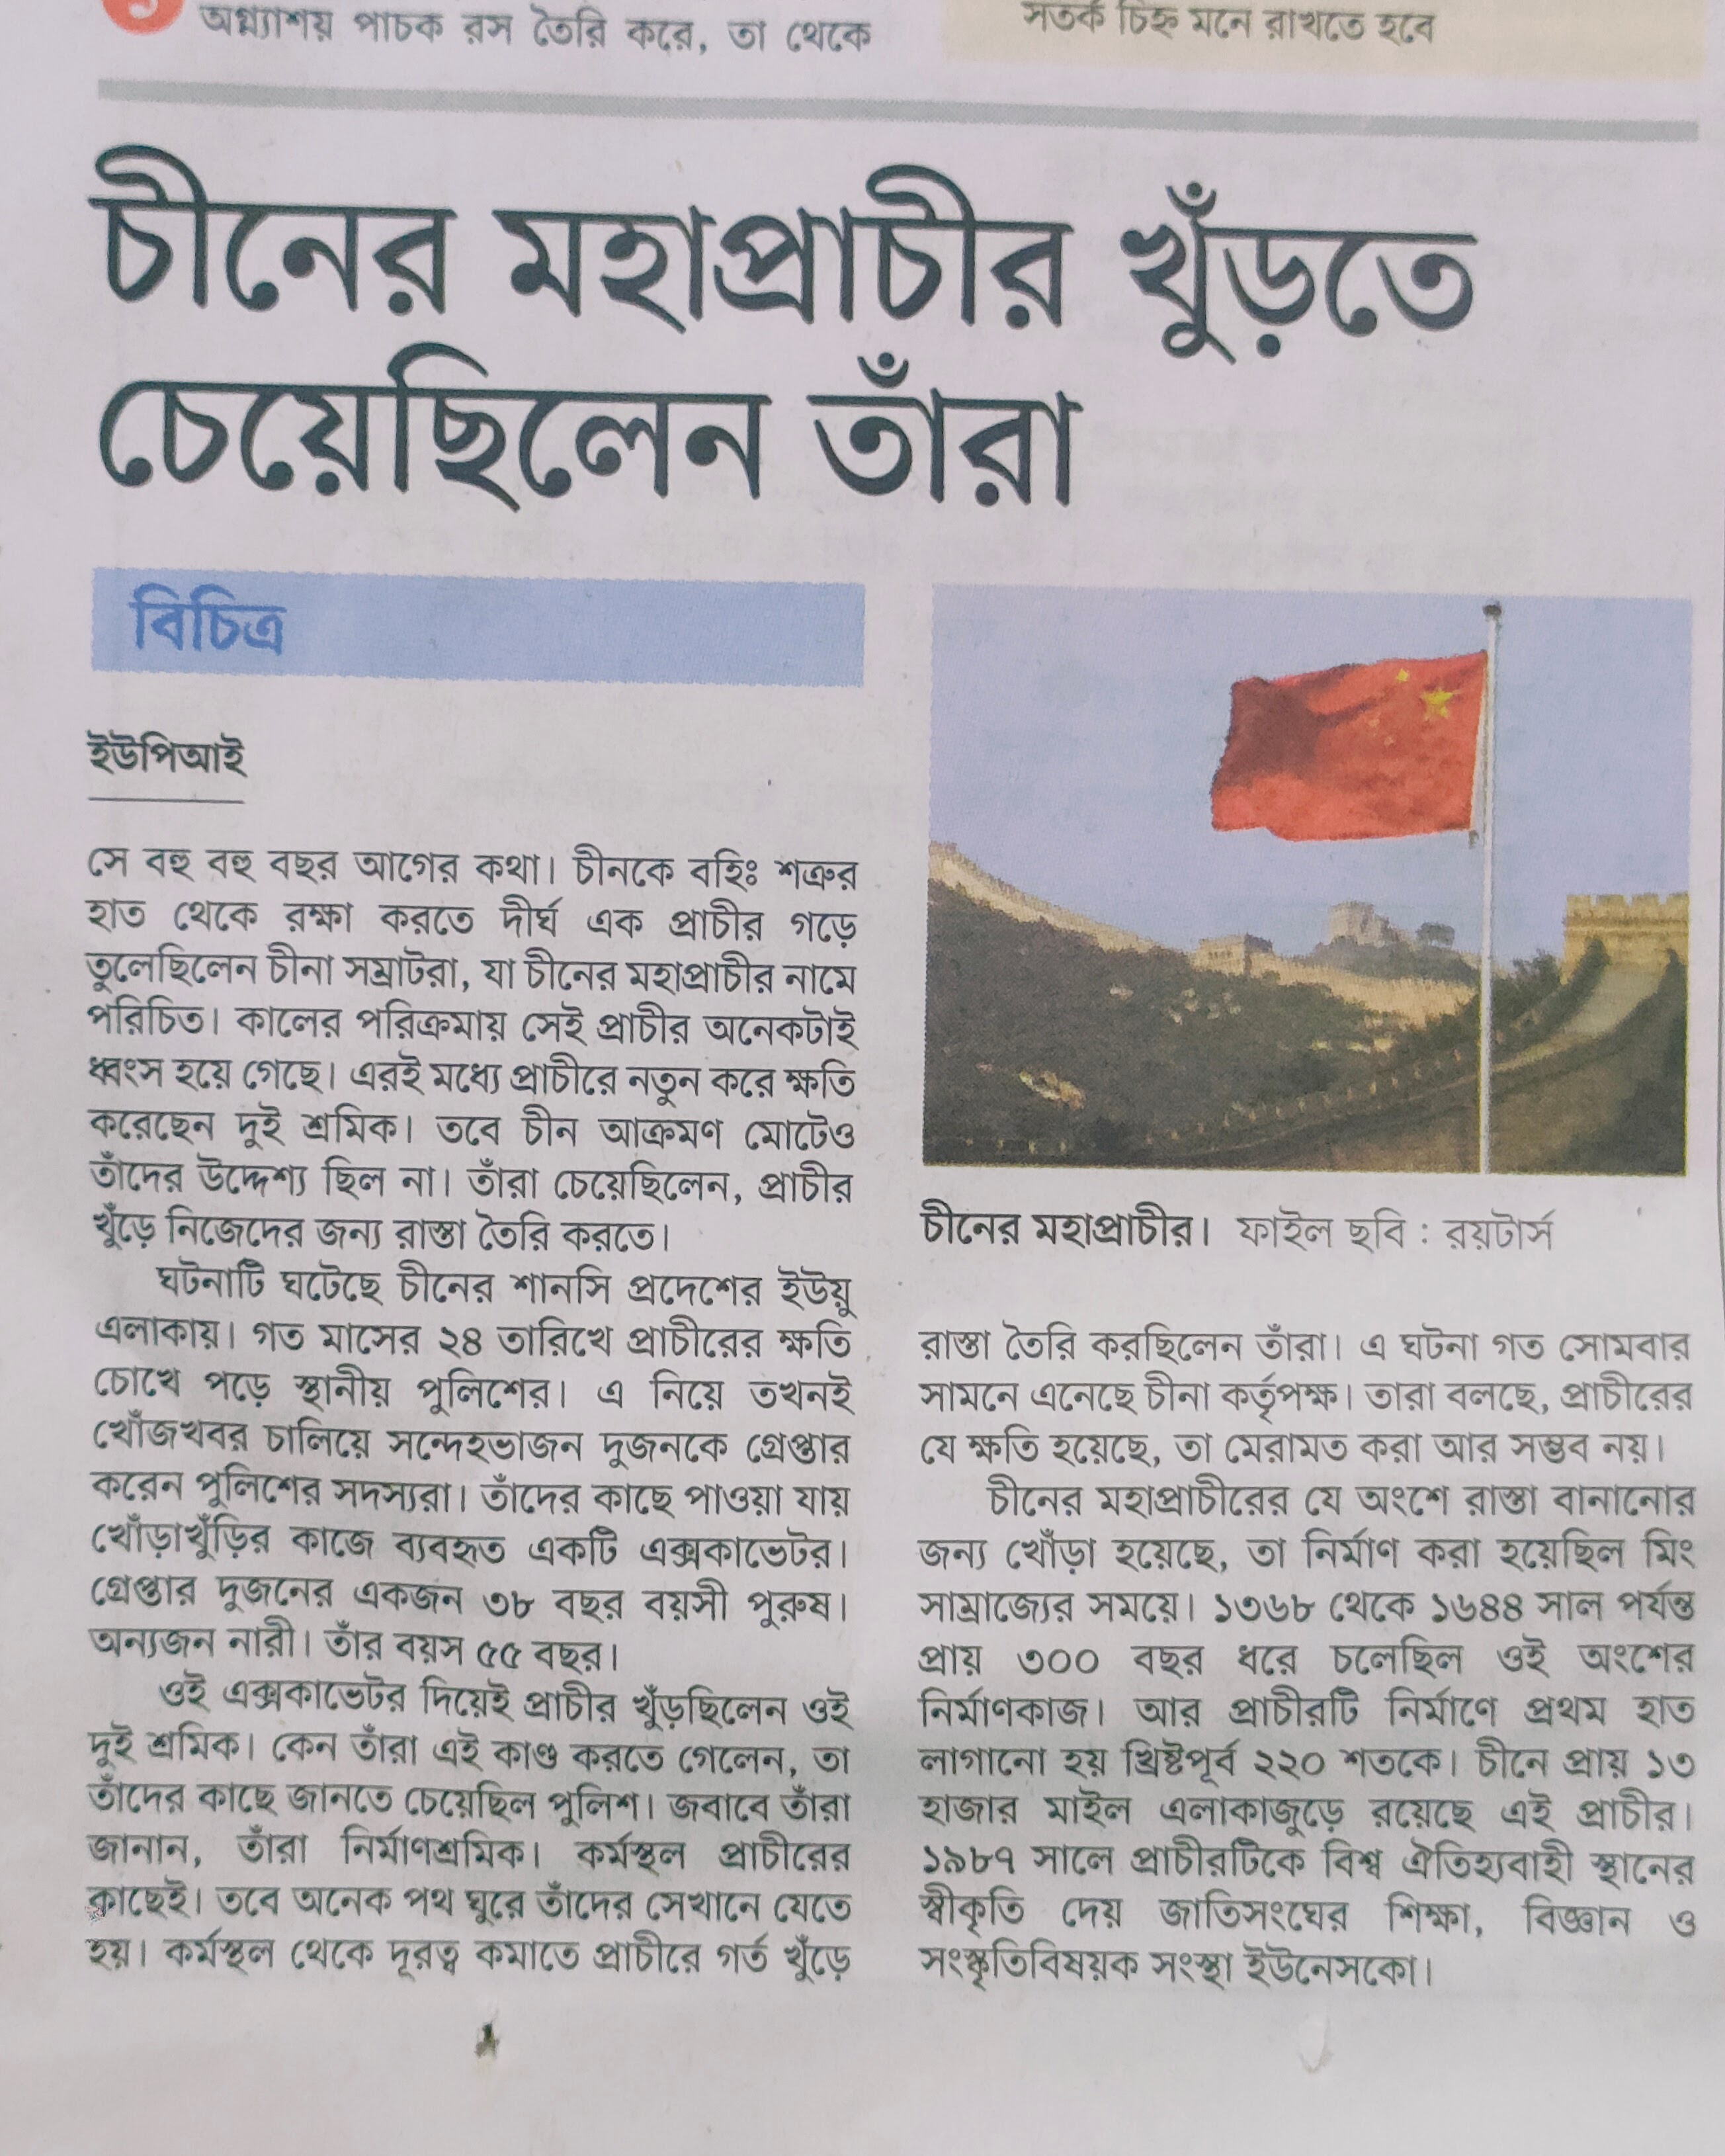 অগ্ন্যাশয় পাচক রস তৈরি করে, তা থেকে
সতর্ক চিহ্ন মনে রাখতে হবে
চীনের মহাপ্রাচীর খুঁড়তে
চেয়েছিলেন তাঁরা
বিচিত্র
ইউপিআই
সে বহু বহু বছর আগের কথা। চীনকে বহিঃ শত্রুর
হাত থেকে রক্ষা করতে দীর্ঘ এক প্রাচীর গড়ে
তুলেছিলেন চীনা সম্রাটরা, যা চীনের মহাপ্রাচীর নামে
পরিচিত। কালের পরিক্রমায় সেই প্রাচীর অনেকটাই
ধ্বংস হয়ে গেছে। এরই মধ্যে প্রাচীরে নতুন করে ক্ষতি
করেছেন দুই শ্রমিক। তবে চীন আক্রমণ মোটেও
তাঁদের উদ্দেশ্য ছিল না। তাঁরা চেয়েছিলেন, প্রাচীর
খুঁড়ে নিজেদের জন্য রাস্তা তৈরি করতে।
ঘটনাটি ঘটেছে চীনের শানসি প্রদেশের ইউয়ু
এলাকায়। গত মাসের ২৪ তারিখে প্রাচীরের ক্ষতি
চোখে পড়ে স্থানীয় পুলিশের। এ নিয়ে তখনই
খোঁজখবর চালিয়ে সন্দেহভাজন দুজনকে গ্রেপ্তার
করেন পুলিশের সদস্যরা। তাঁদের কাছে পাওয়া যায়
খোঁড়াখুঁড়ির কাজে ব্যবহৃত একটি এক্সকাভেটর।
গ্রেপ্তার দুজনের একজন ৩৮ বছর বয়সী পুরুষ।
অন্যজন নারী। তাঁর বয়স ৫৫ বছর।
ওই এক্সকাভেটর দিয়েই প্রাচীর খুঁড়ছিলেন ওই
দুই শ্রমিক। কেন তাঁরা এই কাণ্ড করতে গেলেন, তা
তাঁদের কাছে জানতে চেয়েছিল পুলিশ। জবাবে তাঁরা
জানান, তাঁরা নির্মাণশ্রমিক। কর্মস্থল প্রাচীরের
কাছেই। তবে অনেক পথ ঘুরে তাঁদের সেখানে যেতে
হয়। কর্মস্থল থেকে দূরত্ব কমাতে প্রাচীরে গর্ত খুঁড়ে
চীনের মহাপ্রাচীর। ফাইল ছবি : রয়টার্স
রাস্তা তৈরি করছিলেন তাঁরা। এ ঘটনা গত সোমবার
সামনে এনেছে চীনা কর্তৃপক্ষ। তারা বলছে, প্রাচীরের
যে ক্ষতি হয়েছে, তা মেরামত করা আর সম্ভব নয়।
চীনের মহাপ্রাচীরের যে অংশে রাস্তা বানানোর
জন্য খোঁড়া হয়েছে, তা নির্মাণ করা হয়েছিল মিং
সাম্রাজ্যের সময়ে। ১৩৬৮ থেকে ১৬৪৪ সাল পর্যন্ত
প্রায় ৩০০ বছর ধরে চলেছিল ওই অংশের
নির্মাণকাজ। আর প্রাচীরটি নির্মাণে প্রথম হাত
লাগানো হয় খ্রিষ্টপূর্ব ২২০ শতকে। চীনে প্রায় ১৩
হাজার মাইল এলাকাজুড়ে রয়েছে এই প্রাচীর।
১৯৮৭ সালে প্রাচীরটিকে বিশ্ব ঐতিহ্যবাহী স্থানের
স্বীকৃতি দেয় জাতিসংঘের শিক্ষা, বিজ্ঞান ও
সংস্কৃতিবিষয়ক সংস্থা ইউনেসকো।